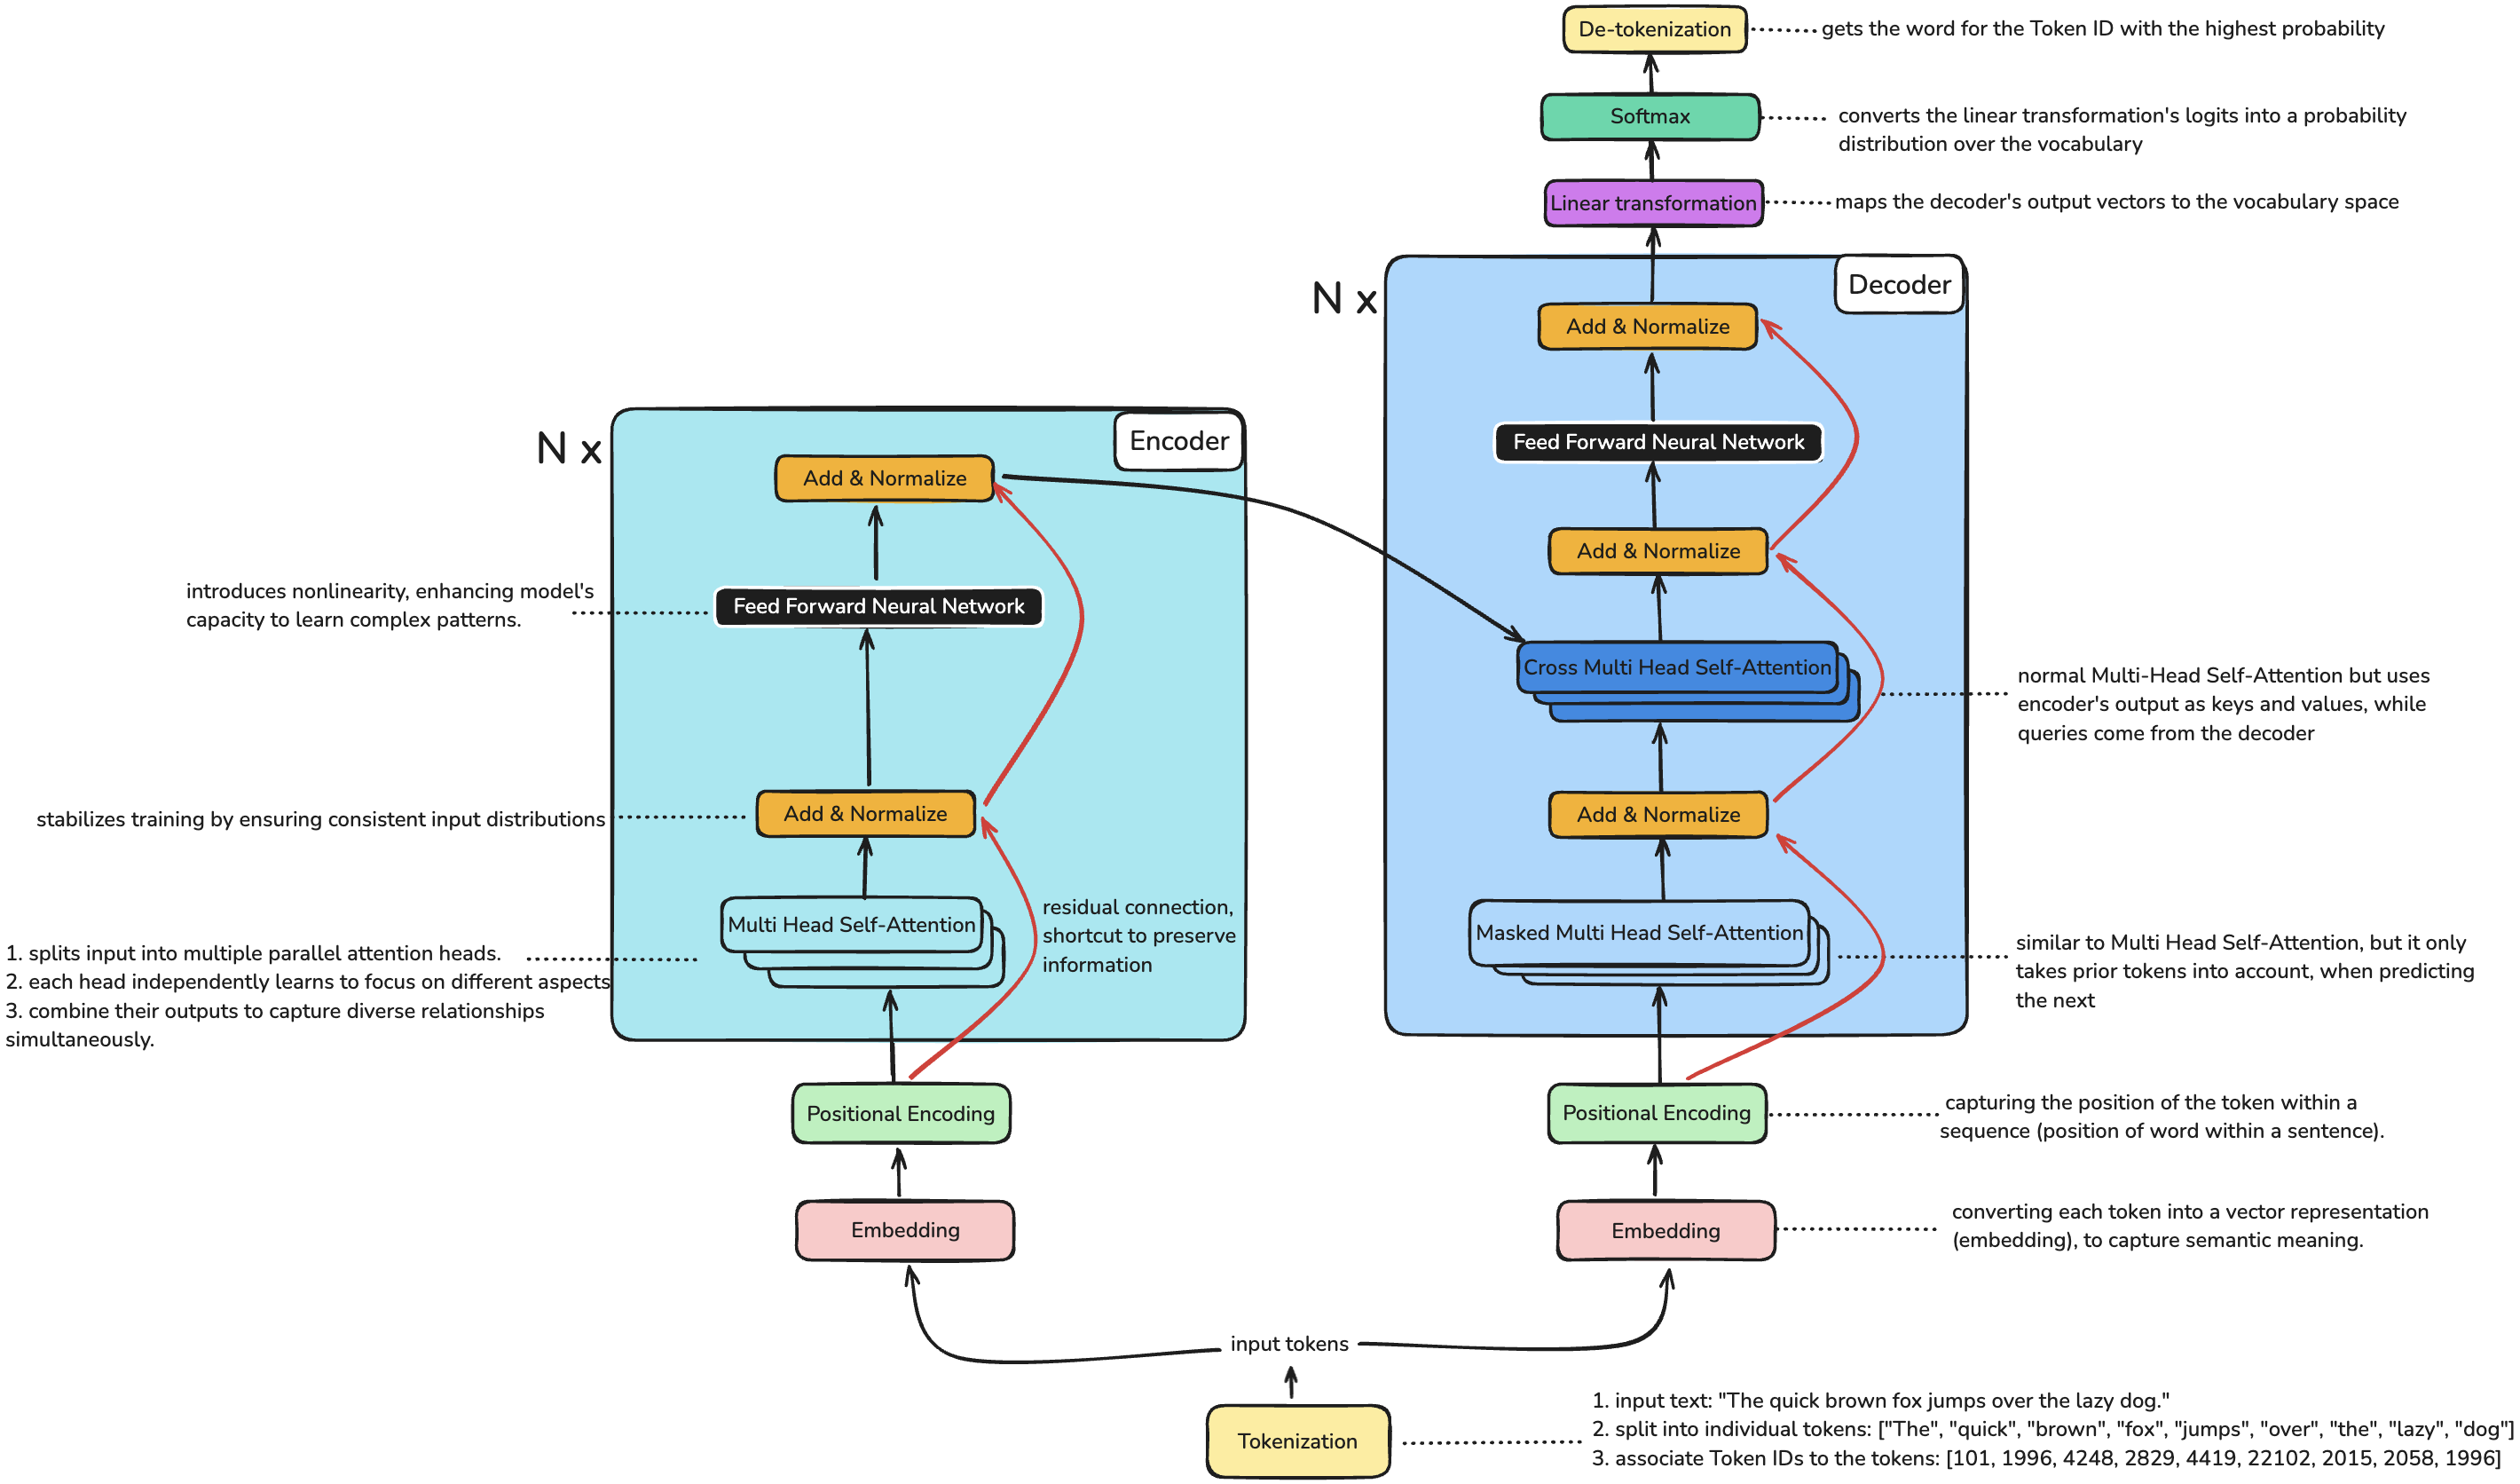 De-tokenization
gets the word for the Token ID with the highest probability
Softmax
converts the linear transformation's logits into a probability
distribution over the vocabulary
Linear transformation
maps the decoder's output vectors to the vocabulary space
N x
Decoder
Add & Normalize
Feed Forward Neural Network
Add & Normalize
Cross Multi Head Self-Attention
normal Multi-Head Self-Attention but uses
encoder's output as keys and values, while
queries come from the decoder
Add & Normalize
Masked Multi Head Self-Attention
similar to Multi Head Self-Attention, but it only
takes prior tokens into account, when predicting
the next
N x
Encoder
Add & Normalize
introduces nonlinearity, enhancing model's
capacity to learn complex patterns.
Feed Forward Neural Network
stabilizes training by ensuring consistent input distributions
Add & Normalize
Multi Head Self-Attention
residual connection,
shortcut to preserve
information
1. splits input into multiple parallel attention heads.
2. each head independently learns to focus on different aspects
3. combine their outputs to capture diverse relationships
simultaneously.
Positional Encoding
Positional Encoding
capturing the position of the token within a
sequence (position of word within a sentence).
Embedding
Embedding
converting each token into a vector representation
(embedding), to capture semantic meaning.
input tokens
Tokenization
1. input text: "The quick brown fox jumps over the lazy dog."
2. split into individual tokens: ["The", "quick", "brown", "fox", "jumps", "over", "the", "lazy", "dog"]
3. associate Token IDs to the tokens: [101, 1996, 4248, 2829, 4419, 22102, 2015, 2058, 1996]